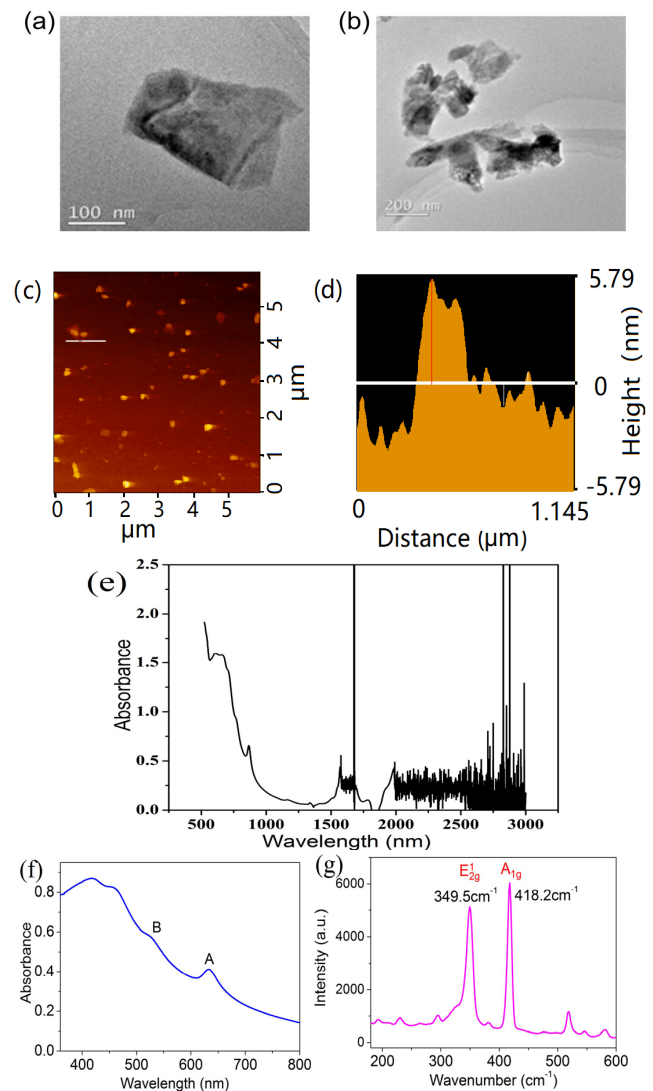 (a)
(b)
100 nm
200 nm
(c)
5
4
3
2
1
0
µm
0 1 2 3 4 5
µm
(d)
5.79
0
-5.79
Height (nm)
0 1.145
Distance (µm)
(e)
2.5
2.0
1.5
1.0
0.5
0.0
Absorbance
500 1000 1500 2000 2500 3000
Wavelength (nm)
(f)
0.8
0.6
0.4
0.2
0.0
Absorbance
B
A
400 500 600 700 800
Wavelength (nm)
(g)
E¹2g A1g
349.5cm⁻¹ 418.2cm⁻¹
6000
4000
2000
0
Intensity (a.u.)
200 300 400 500 600
Wavenumber (cm⁻¹)